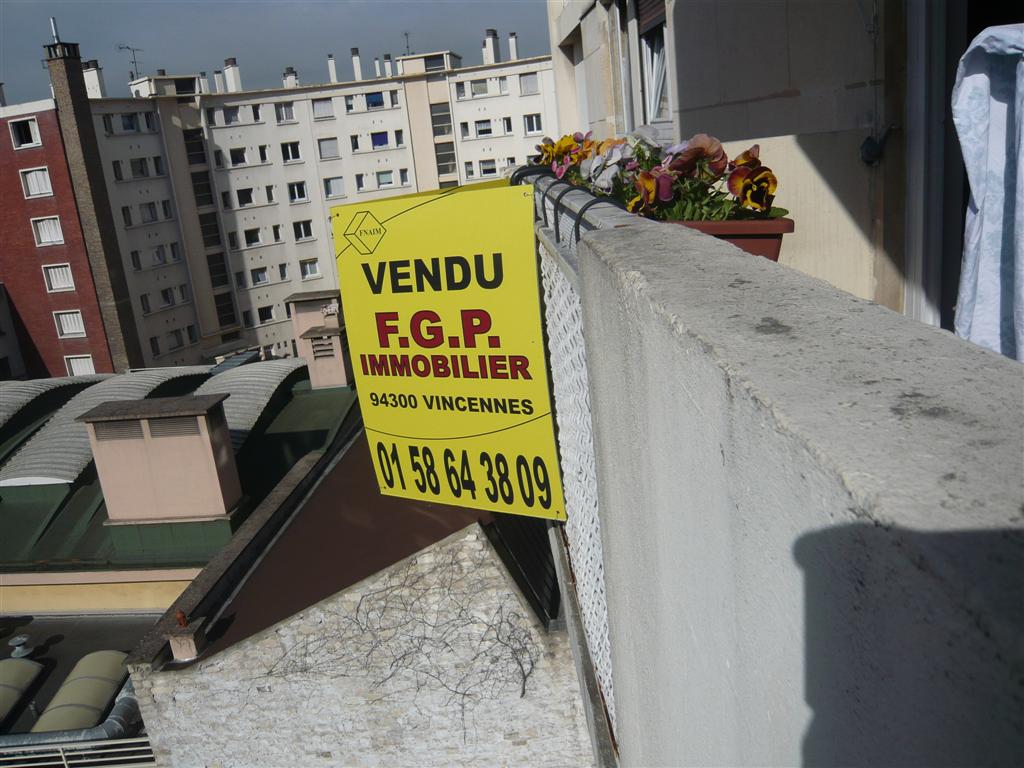 FNAIM
VENDU
F.G.P.
IMMOBILIER
94300 VINCENNES
01 58 64 38 09